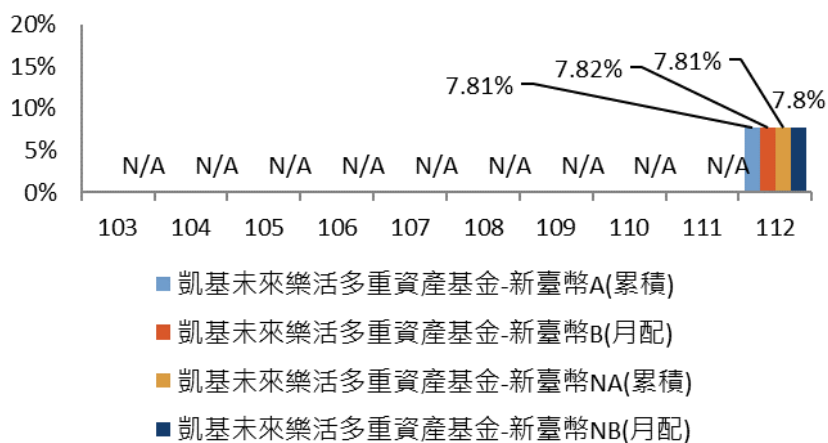 20%
15%
10%
5%
0%
7.81%
7.82%
7.81%
7.8%
N/A N/A N/A N/A N/A N/A N/A N/A N/A
103 104 105 106 107 108 109 110 111 112
凱基未來樂活多重資產基金-新臺幣A(累積)
凱基未來樂活多重資產基金-新臺幣B(月配)
凱基未來樂活多重資產基金-新臺幣NA(累積)
凱基未來樂活多重資產基金-新臺幣NB(月配)